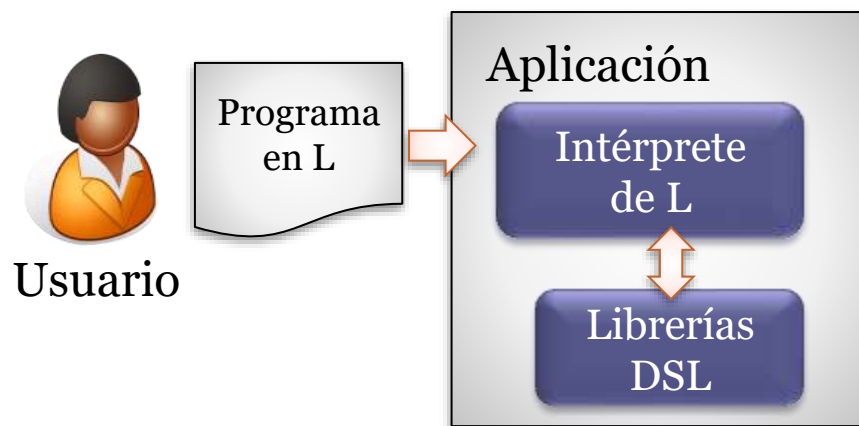 Usuario
Programa
en L
Aplicación
Intérprete
de L
Librerías
DSL